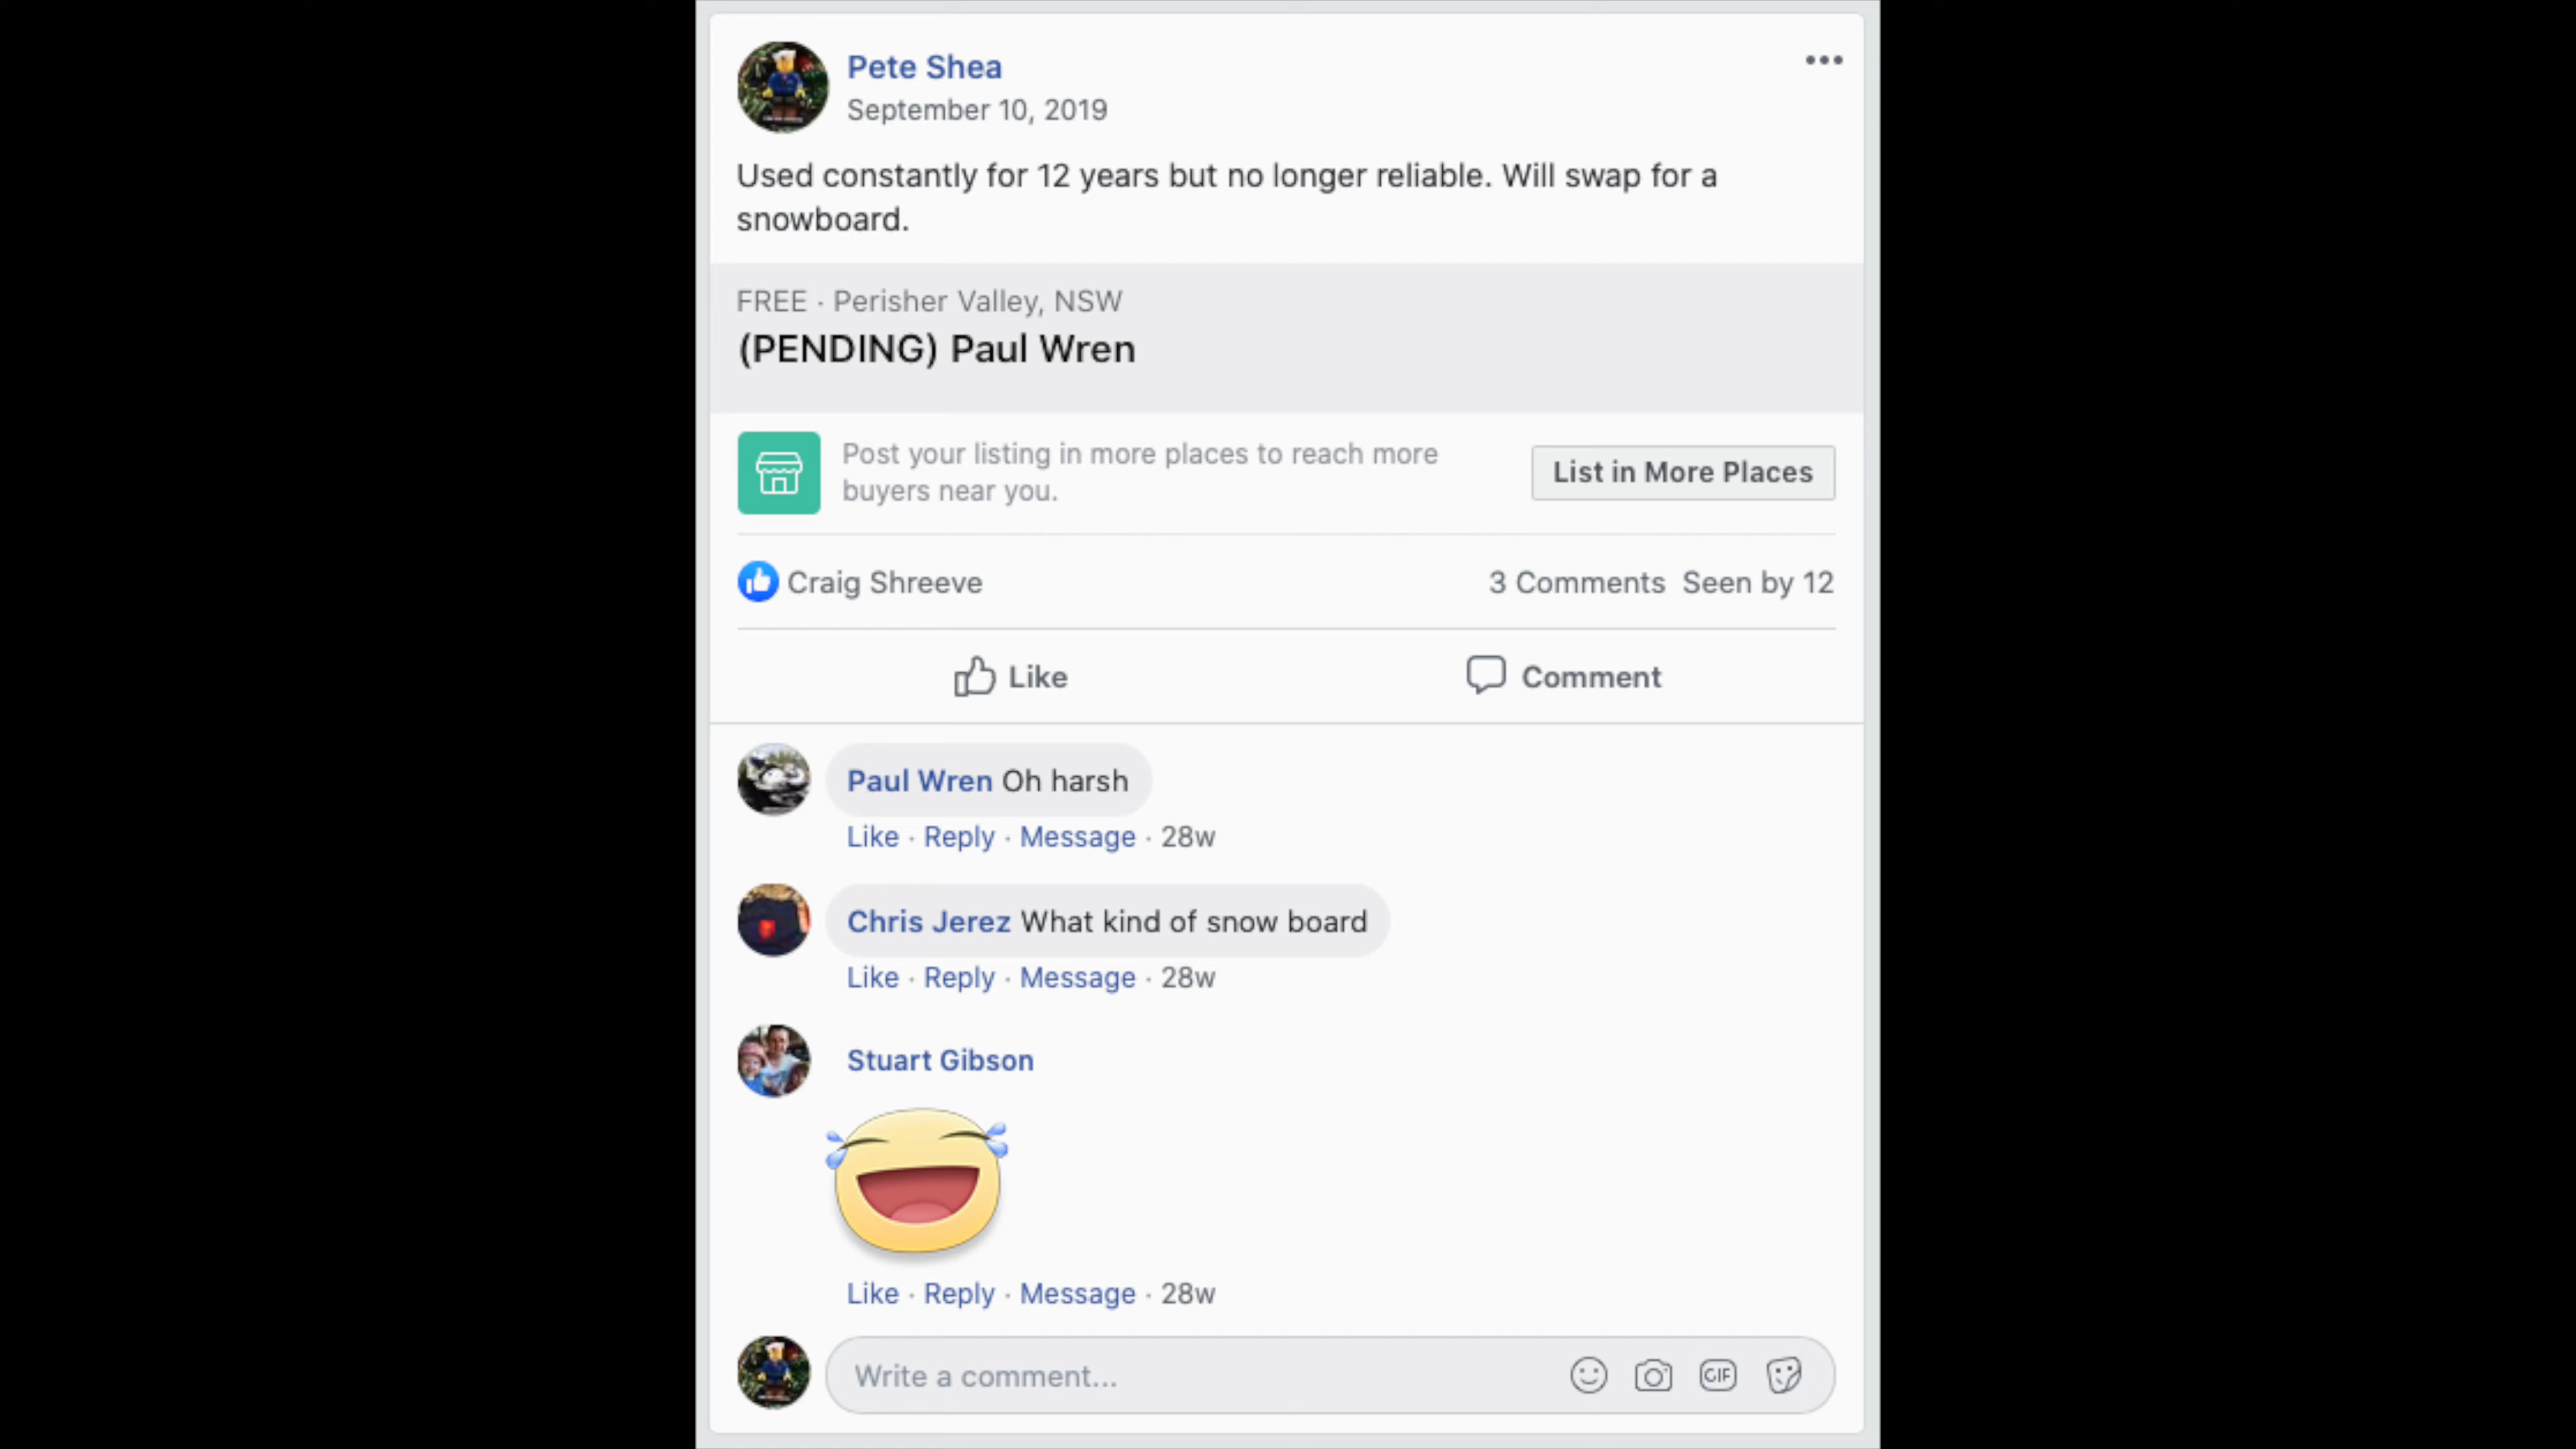 Pete Shea
September 10, 2019
Used constantly for 12 years but no longer reliable. Will swap for a
snowboard.
FREE · Perisher Valley, NSW
(PENDING) Paul Wren
Post your listing in more places to reach more
buyers near you.
List in More Places
Craig Shreeve
3 Comments Seen by 12
Like
Comment
Paul Wren Oh harsh
Like · Reply · Message · 28w
Chris Jerez What kind of snow board
Like · Reply · Message · 28w
Stuart Gibson
Like · Reply · Message · 28w
Write a comment...
GIF